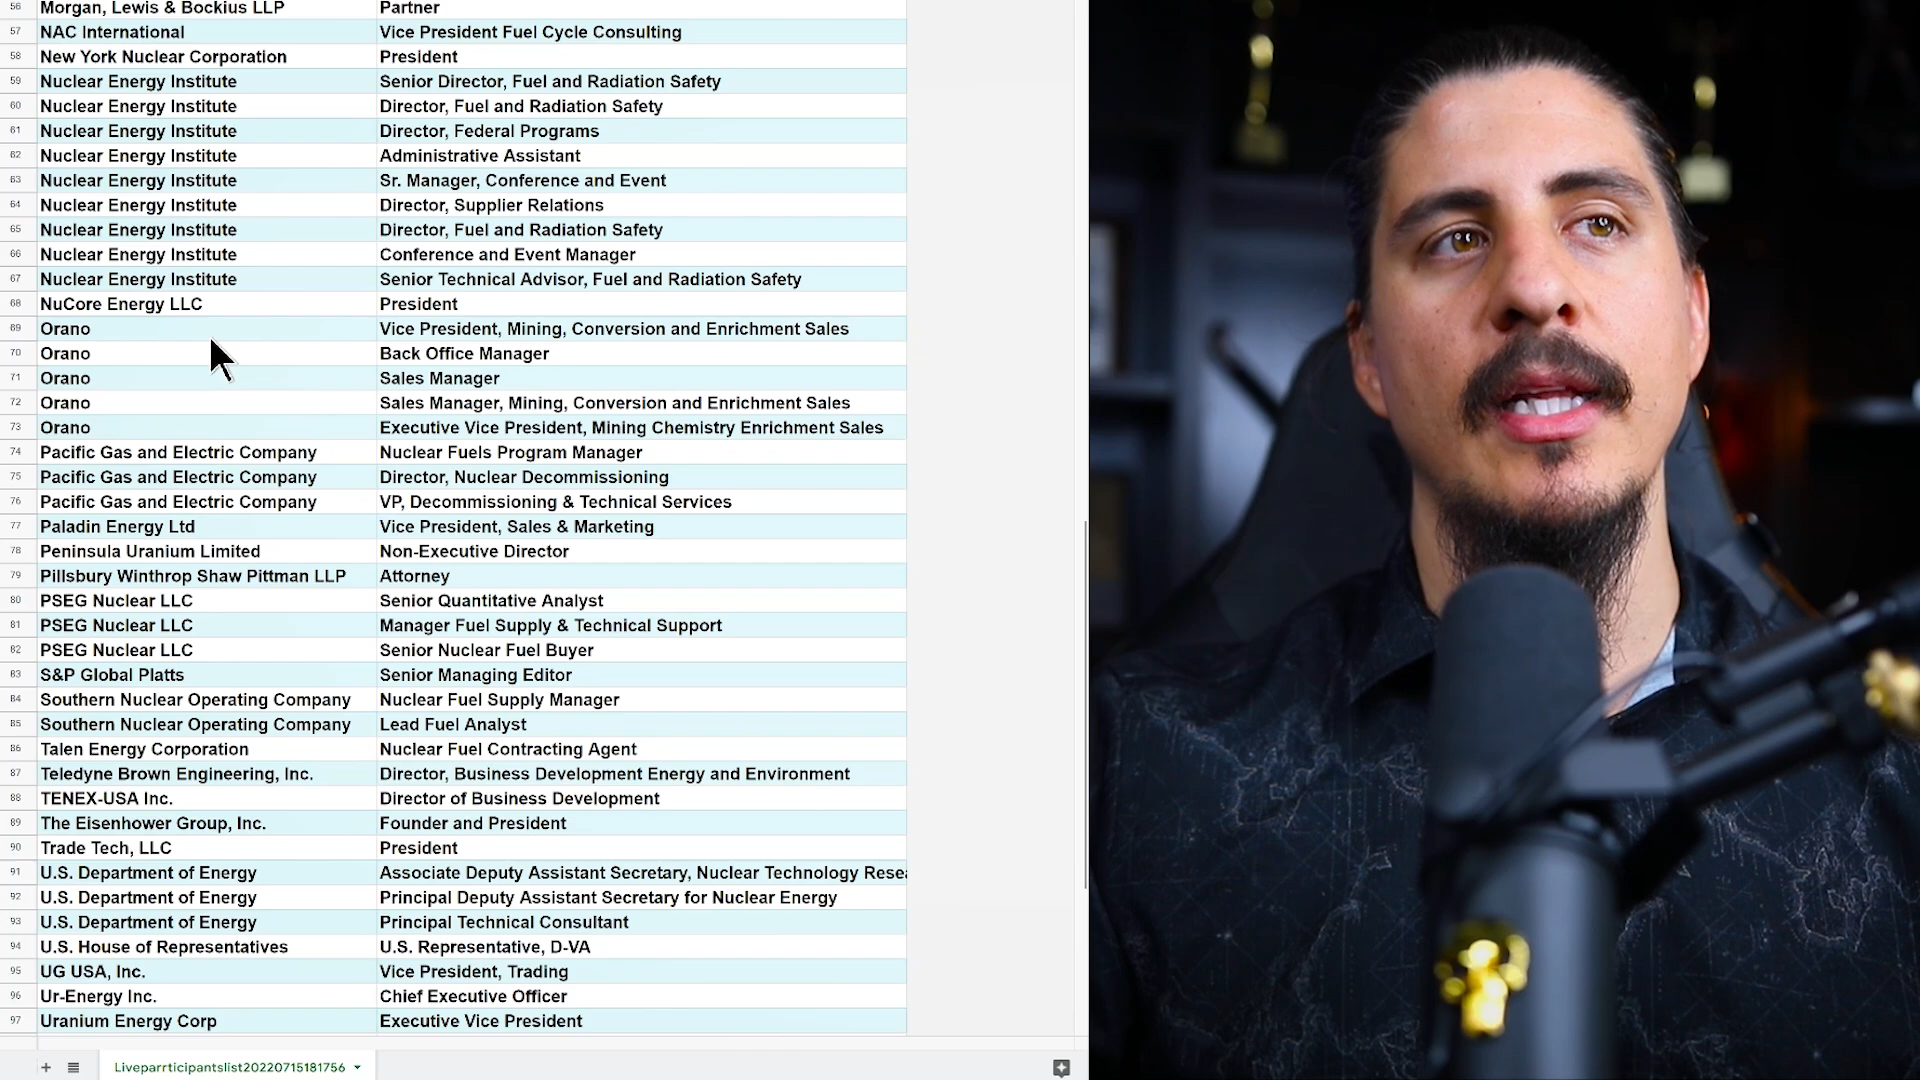 56 Morgan, Lewis & Bockius LLP Partner
57 NAC International Vice President Fuel Cycle Consulting
58 New York Nuclear Corporation President
59 Nuclear Energy Institute Senior Director, Fuel and Radiation Safety
60 Nuclear Energy Institute Director, Fuel and Radiation Safety
61 Nuclear Energy Institute Director, Federal Programs
62 Nuclear Energy Institute Administrative Assistant
63 Nuclear Energy Institute Sr. Manager, Conference and Event
64 Nuclear Energy Institute Director, Supplier Relations
65 Nuclear Energy Institute Director, Fuel and Radiation Safety
66 Nuclear Energy Institute Conference and Event Manager
67 Nuclear Energy Institute Senior Technical Advisor, Fuel and Radiation Safety
68 NuCore Energy LLC President
69 Orano Vice President, Mining, Conversion and Enrichment Sales
70 Orano Back Office Manager
71 Orano Sales Manager
72 Orano Sales Manager, Mining, Conversion and Enrichment Sales
73 Orano Executive Vice President, Mining Chemistry Enrichment Sales
74 Pacific Gas and Electric Company Nuclear Fuels Program Manager
75 Pacific Gas and Electric Company Director, Nuclear Decommissioning
76 Pacific Gas and Electric Company VP, Decommissioning & Technical Services
77 Paladin Energy Ltd Vice President, Sales & Marketing
78 Peninsula Uranium Limited Non-Executive Director
79 Pillsbury Winthrop Shaw Pittman LLP Attorney
80 PSEG Nuclear LLC Senior Quantitative Analyst
81 PSEG Nuclear LLC Manager Fuel Supply & Technical Support
82 PSEG Nuclear LLC Senior Nuclear Fuel Buyer
83 S&P Global Platts Senior Managing Editor
84 Southern Nuclear Operating Company Nuclear Fuel Supply Manager
85 Southern Nuclear Operating Company Lead Fuel Analyst
86 Talen Energy Corporation Nuclear Fuel Contracting Agent
87 Teledyne Brown Engineering, Inc. Director, Business Development Energy and Environment
88 TENEX-USA Inc. Director of Business Development
89 The Eisenhower Group, Inc. Founder and President
90 Trade Tech, LLC President
91 U.S. Department of Energy Associate Deputy Assistant Secretary, Nuclear Technology Resea
92 U.S. Department of Energy Principal Deputy Assistant Secretary for Nuclear Energy
93 U.S. Department of Energy Principal Technical Consultant
94 U.S. House of Representatives U.S. Representative, D-VA
95 UG USA, Inc. Vice President, Trading
96 Ur-Energy Inc. Chief Executive Officer
97 Uranium Energy Corp Executive Vice President
Liveparrticipantslist20220715181756